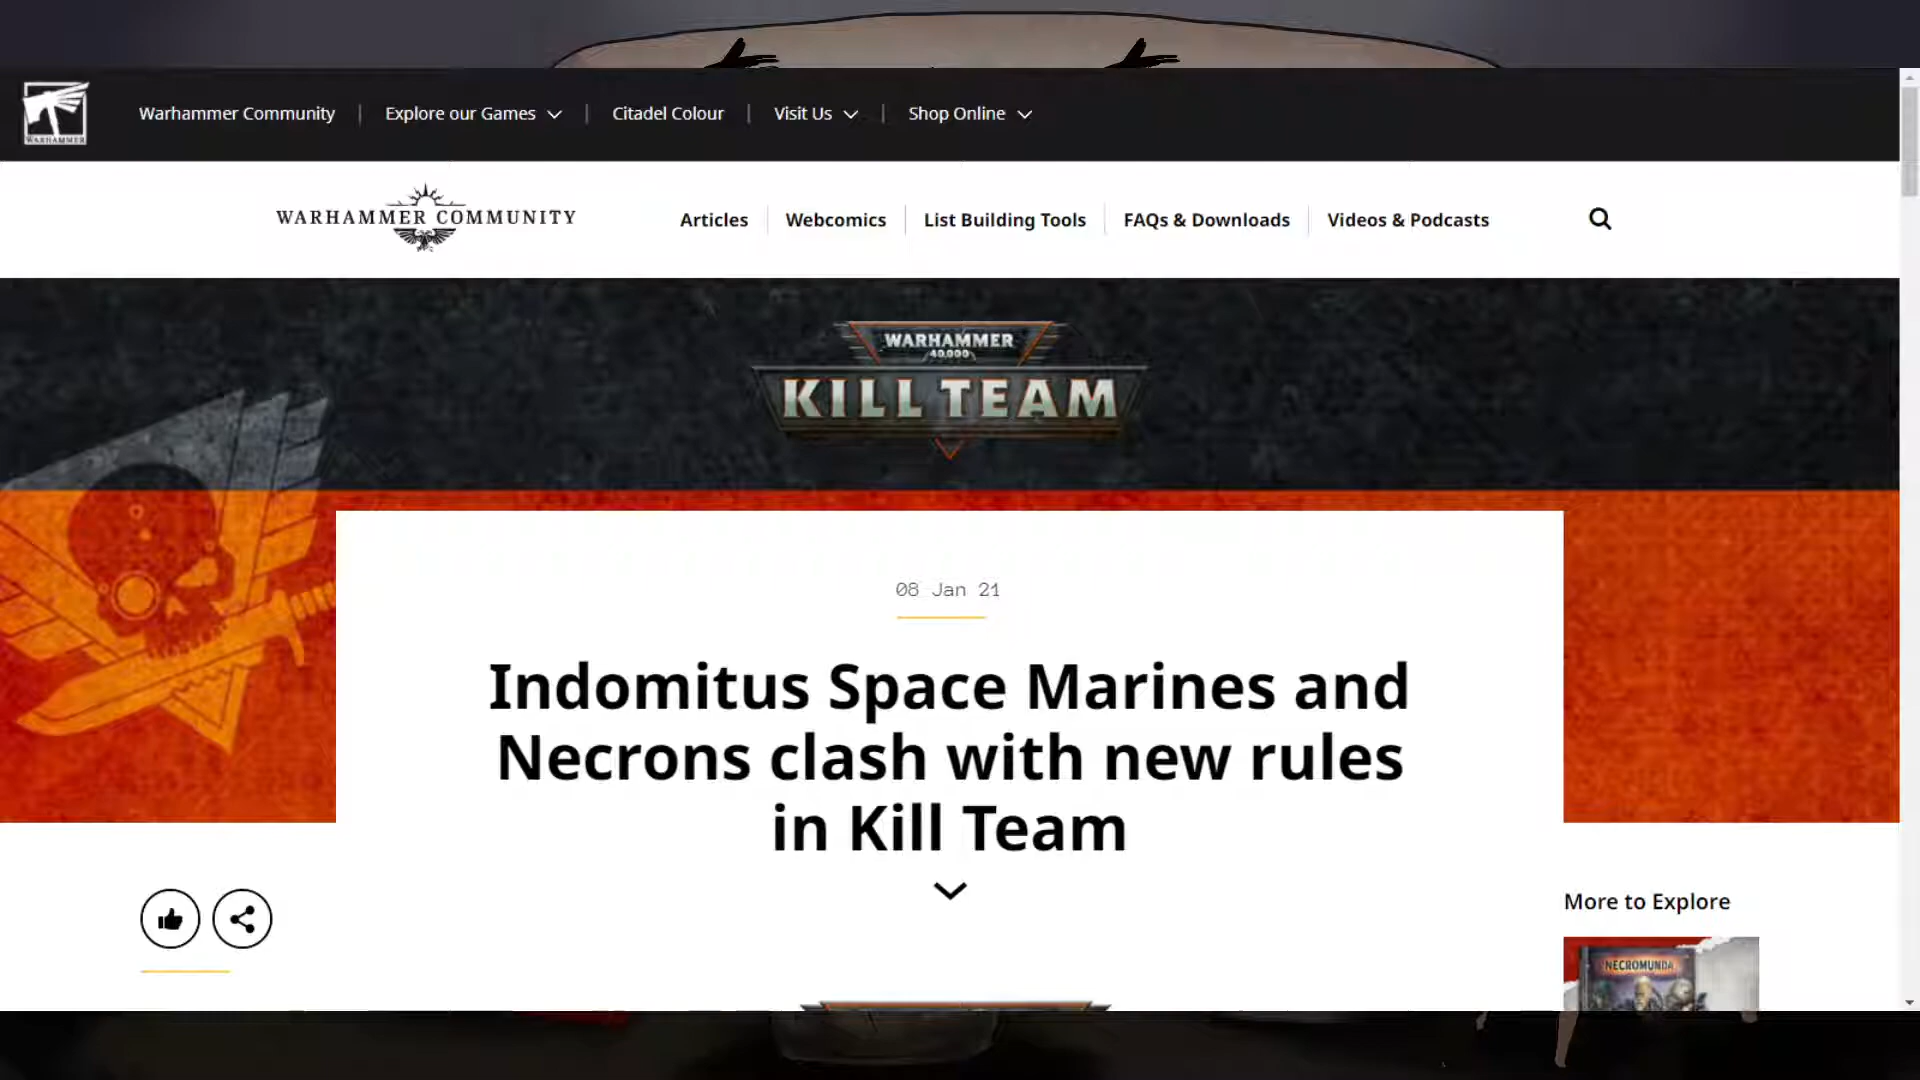 WARHAMMER
Warhammer Community | Explore our Games | Citadel Colour | Visit Us | Shop Online
WARHAMMER COMMUNITY
Articles
Webcomics
List Building Tools
FAQs & Downloads
Videos & Podcasts
WARHAMMER
40,000
KILL TEAM
08 Jan 21
Indomitus Space Marines and
Necrons clash with new rules
in Kill Team
More to Explore
NECROMUNDA